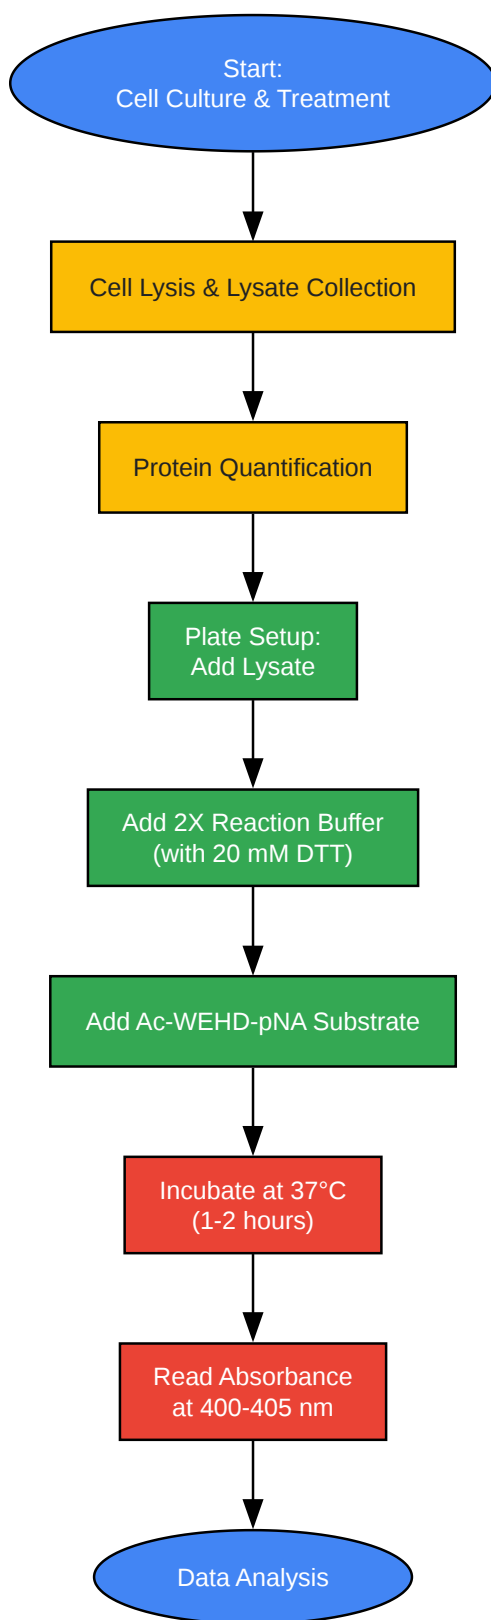 Start:
Cell Culture & Treatment
Cell Lysis & Lysate Collection
Protein Quantification
Plate Setup:
Add Lysate
Add 2X Reaction Buffer
(with 20 mM DTT)
Add Ac-WEHD-pNA Substrate
Incubate at 37°C
(1-2 hours)
Read Absorbance
at 400-405 nm
Data Analysis